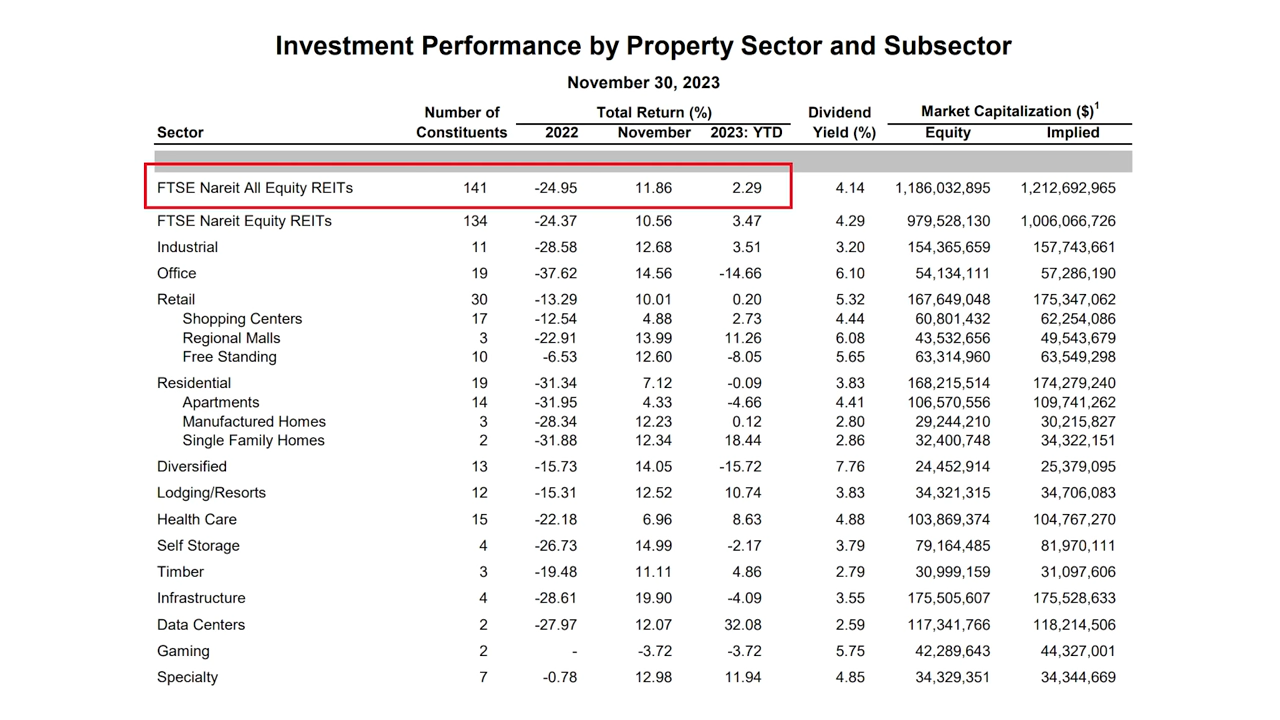 Investment Performance by Property Sector and Subsector
November 30, 2023
Number of Total Return (%) Dividend Market Capitalization ($)1
Sector Constituents 2022 November 2023: YTD Yield (%) Equity Implied
FTSE Nareit All Equity REITs 141 -24.95 11.86 2.29 4.14 1,186,032,895 1,212,692,965
FTSE Nareit Equity REITs 134 -24.37 10.56 3.47 4.29 979,528,130 1,006,066,726
Industrial 11 -28.58 12.68 3.51 3.20 154,365,659 157,743,661
Office 19 -37.62 14.56 -14.66 6.10 54,134,111 57,286,190
Retail 30 -13.29 10.01 0.20 5.32 167,649,048 175,347,062
Shopping Centers 17 -12.54 4.88 2.73 4.44 60,801,432 62,254,086
Regional Malls 3 -22.91 13.99 11.26 6.08 43,532,656 49,543,679
Free Standing 10 -6.53 12.60 -8.05 5.65 63,314,960 63,549,298
Residential 19 -31.34 7.12 -0.09 3.83 168,215,514 174,279,240
Apartments 14 -31.95 4.33 -4.66 4.41 106,570,556 109,741,262
Manufactured Homes 3 -28.34 12.23 0.12 2.80 29,244,210 30,215,827
Single Family Homes 2 -31.88 12.34 18.44 2.86 32,400,748 34,322,151
Diversified 13 -15.73 14.05 -15.72 7.76 24,452,914 25,379,095
Lodging/Resorts 12 -15.31 12.52 10.74 3.83 34,321,315 34,706,083
Health Care 15 -22.18 6.96 8.63 4.88 103,869,374 104,767,270
Self Storage 4 -26.73 14.99 -2.17 3.79 79,164,485 81,970,111
Timber 3 -19.48 11.11 4.86 2.79 30,999,159 31,097,606
Infrastructure 4 -28.61 19.90 -4.09 3.55 175,505,607 175,528,633
Data Centers 2 -27.97 12.07 32.08 2.59 117,341,766 118,214,506
Gaming 2 - -3.72 -3.72 5.75 42,289,643 44,327,001
Specialty 7 -0.78 12.98 11.94 4.85 34,329,351 34,344,669